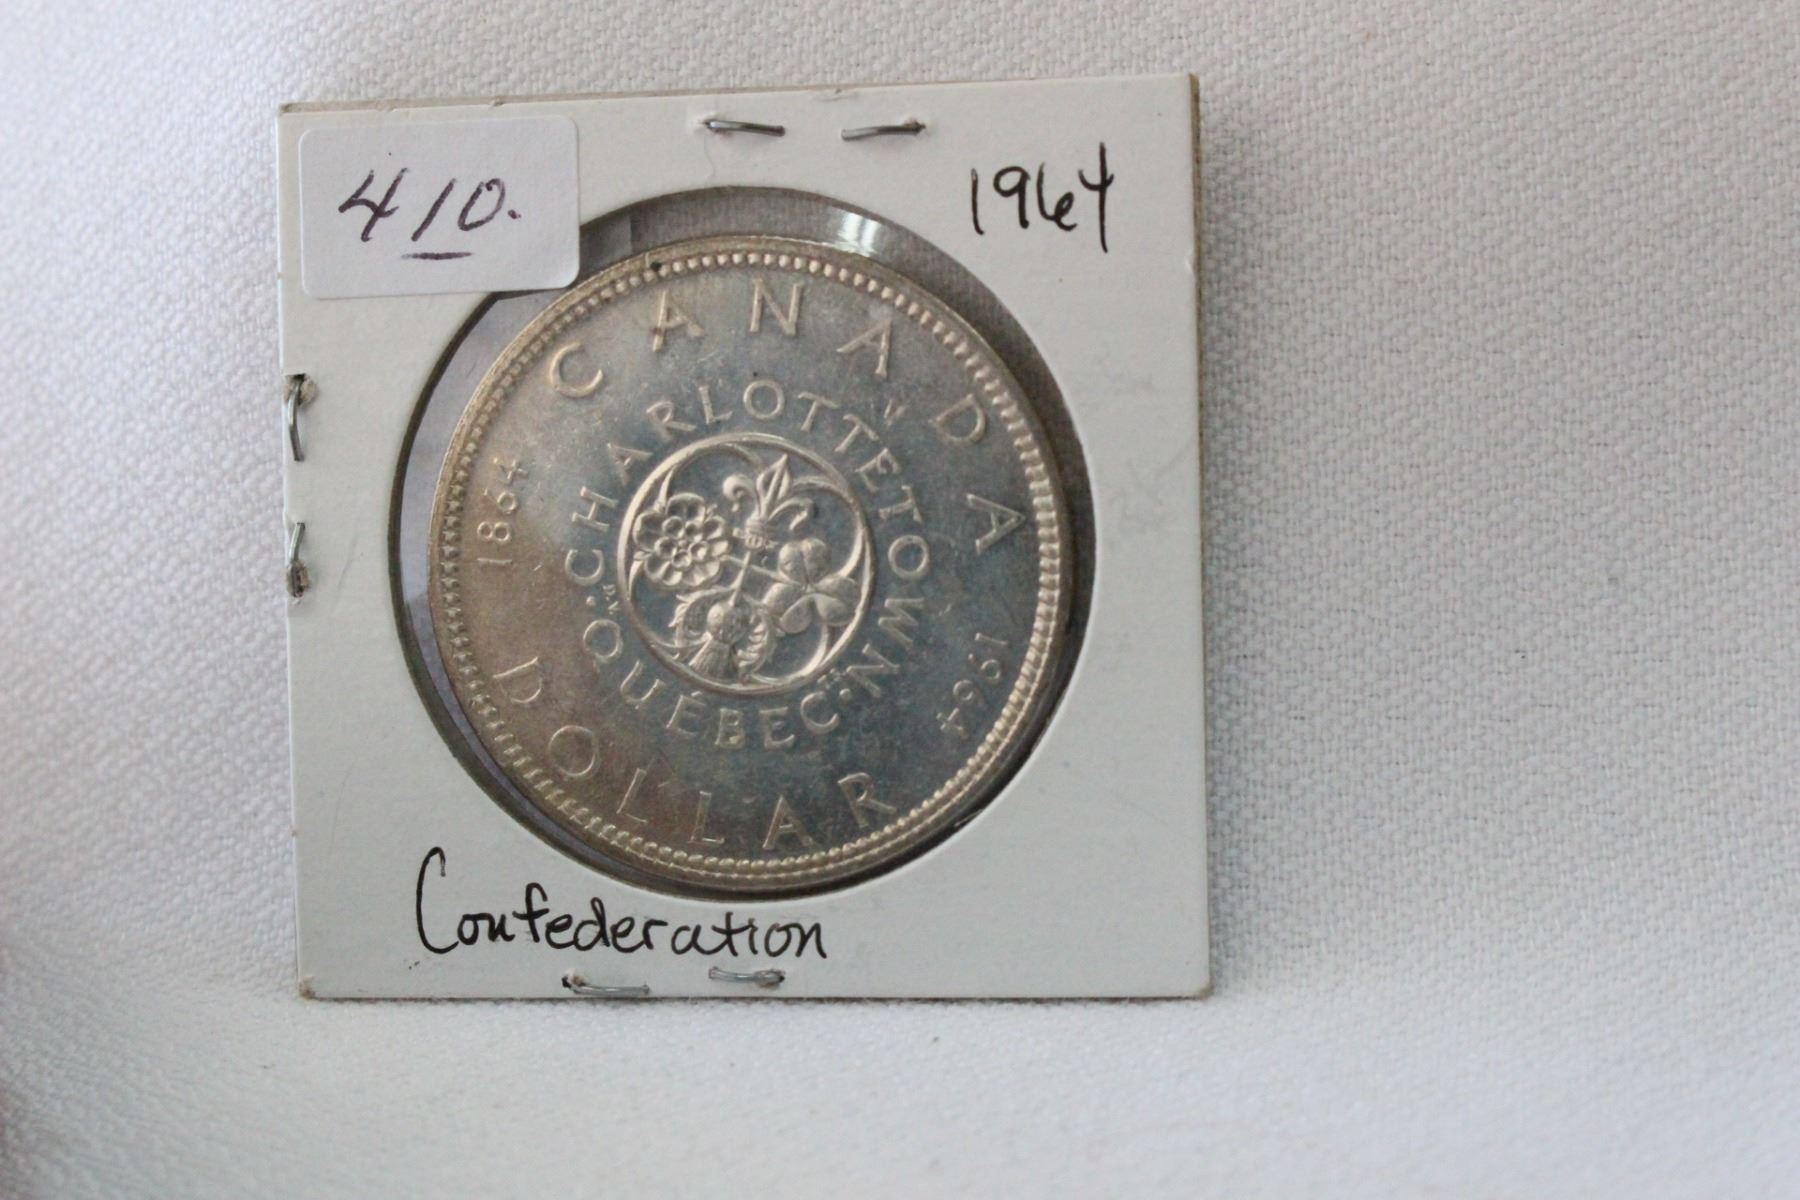 410.
1964
CANADA
1864
CHARLOTTETOWN
1964
QUÉBEC
D.V.
DOLLAR
Confederation